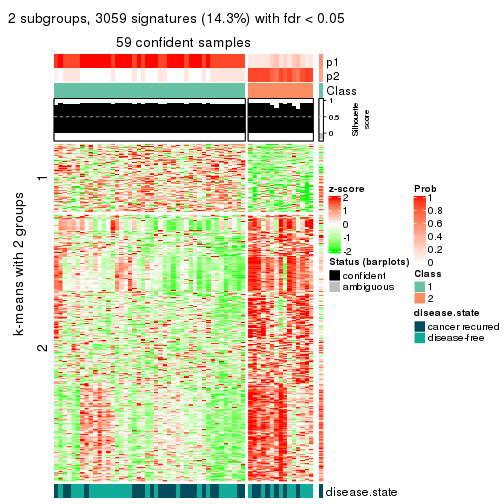 2 subgroups, 3059 signatures (14.3%) with fdr < 0.05
59 confident samples
p1
p2
Class
1
0.5
0
Silhouette
score
k-means with 2 groups
1
2
z-score
2
1
0
-1
-2
Status (barplots)
confident
ambiguous
Prob
1
0.8
0.6
0.4
0.2
0
Class
1
2
disease.state
cancer recurred
disease-free
disease.state